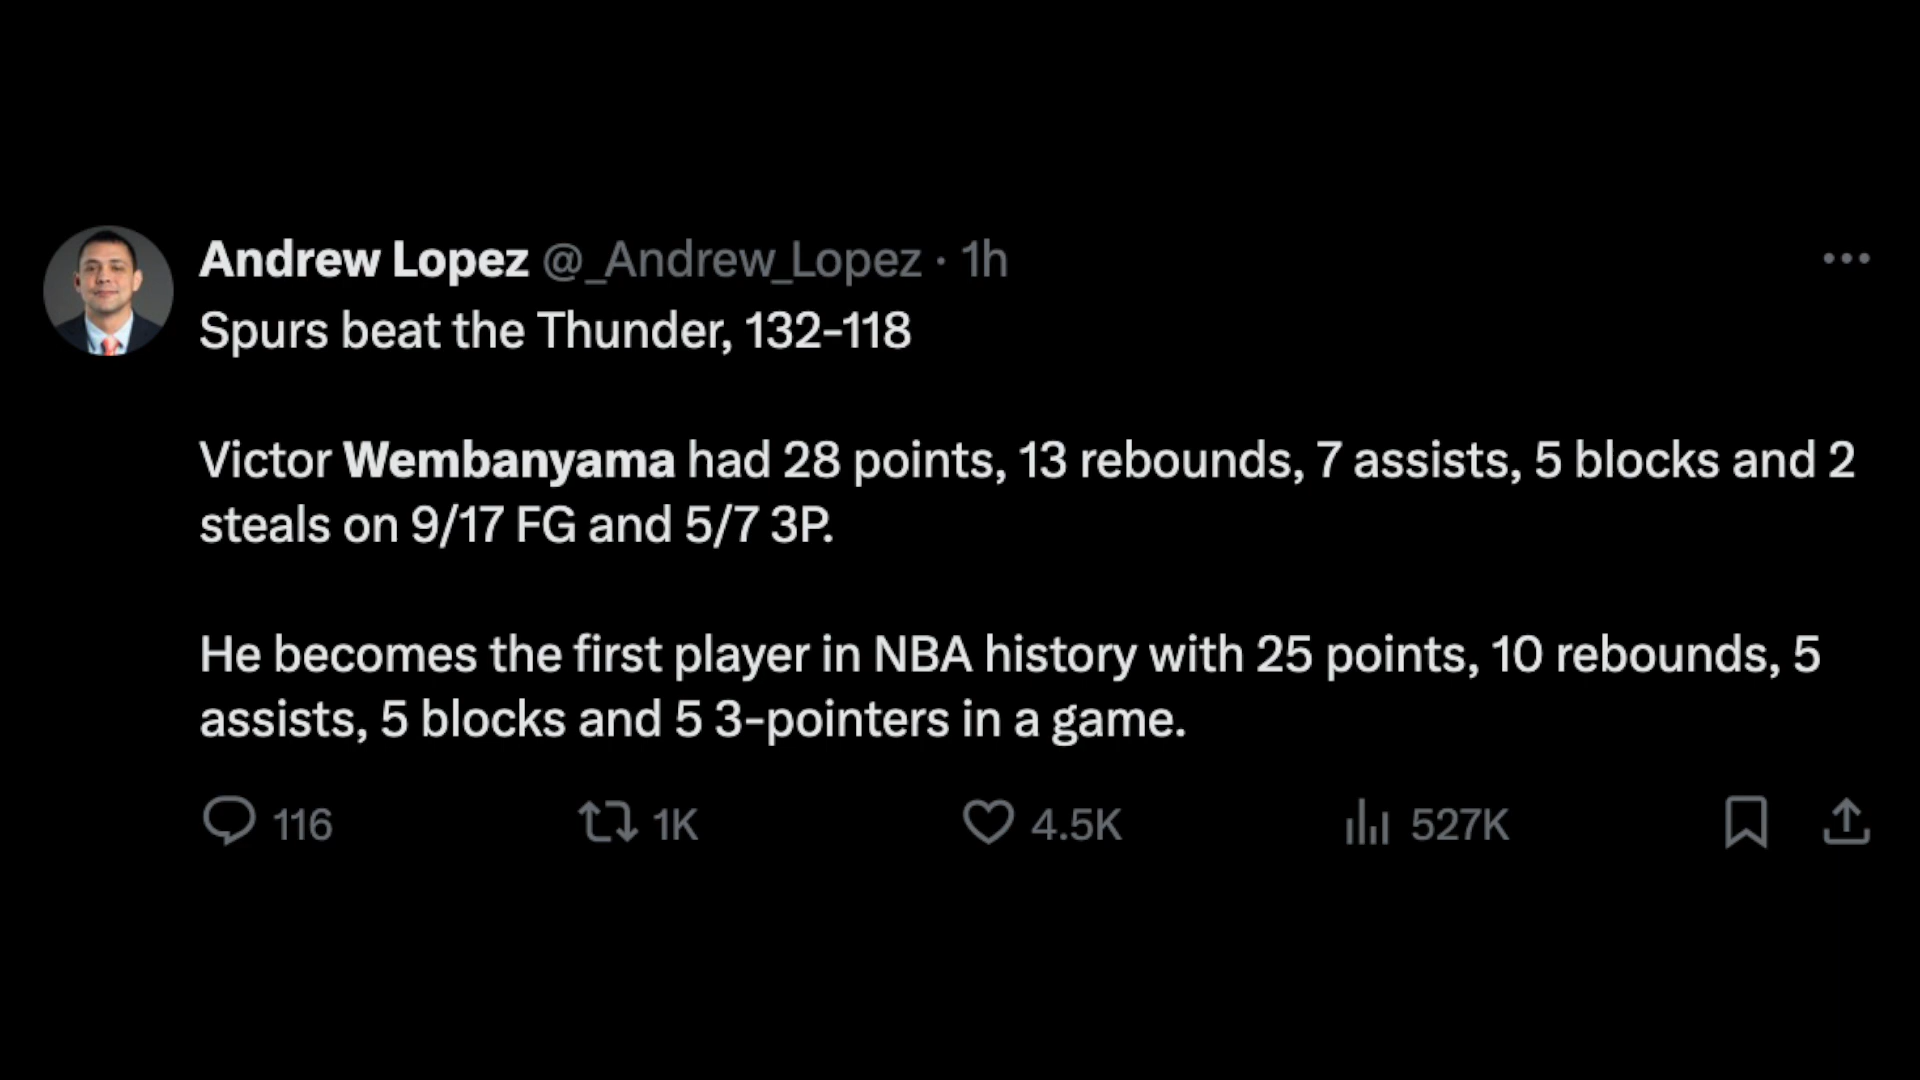 Andrew Lopez @_Andrew_Lopez · 1h
Spurs beat the Thunder, 132-118
Victor Wembanyama had 28 points, 13 rebounds, 7 assists, 5 blocks and 2
steals on 9/17 FG and 5/7 3P.
He becomes the first player in NBA history with 25 points, 10 rebounds, 5
assists, 5 blocks and 5 3-pointers in a game.
116 1K 4.5K 527K